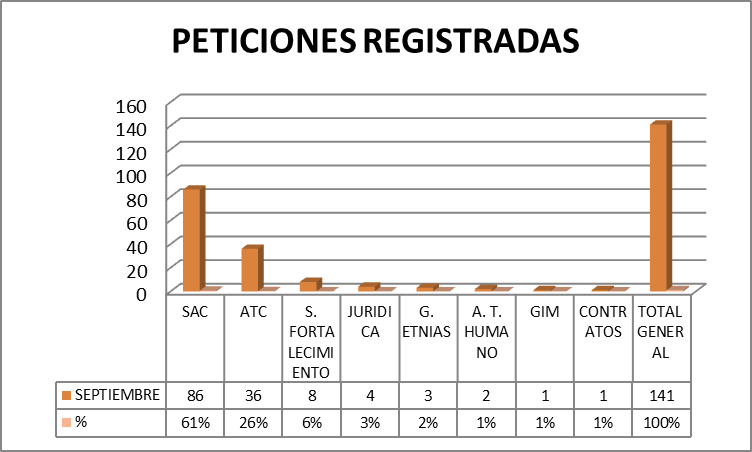 PETICIONES REGISTRADAS
160
140
120
100
80
60
40
20
0
SAC ATC S. JURIDI G. A. T. GIM CONTR TOTAL
FORTA CA ETNIAS HUMA ATOS GENER
LECIMI NO AL
ENTO
SEPTIEMBRE 86 36 8 4 3 2 1 1 141
% 61% 26% 6% 3% 2% 1% 1% 1% 100%